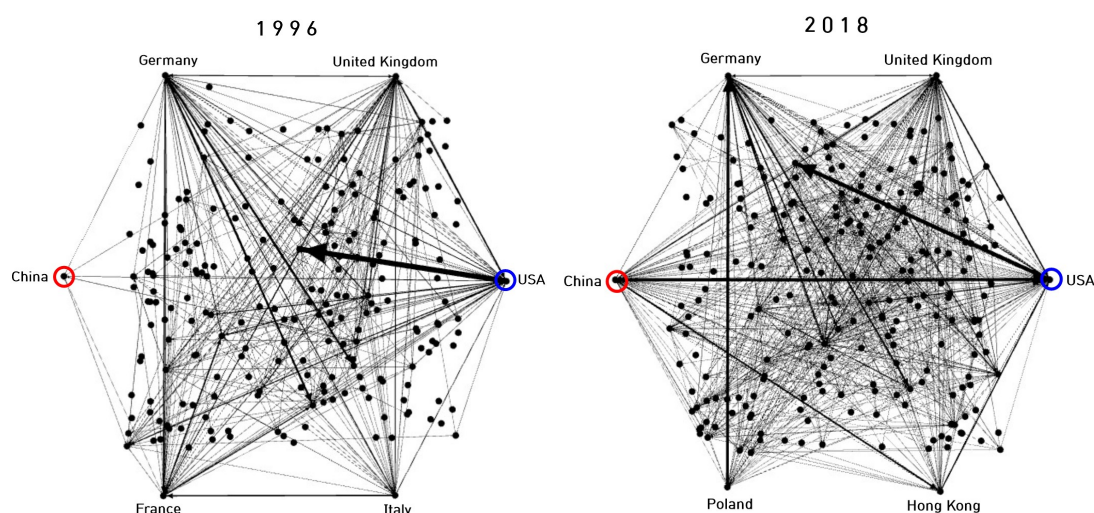 1996
Germany
United Kingdom
China
USA
France
Italy
2018
Germany
United Kingdom
China
USA
Poland
Hong Kong